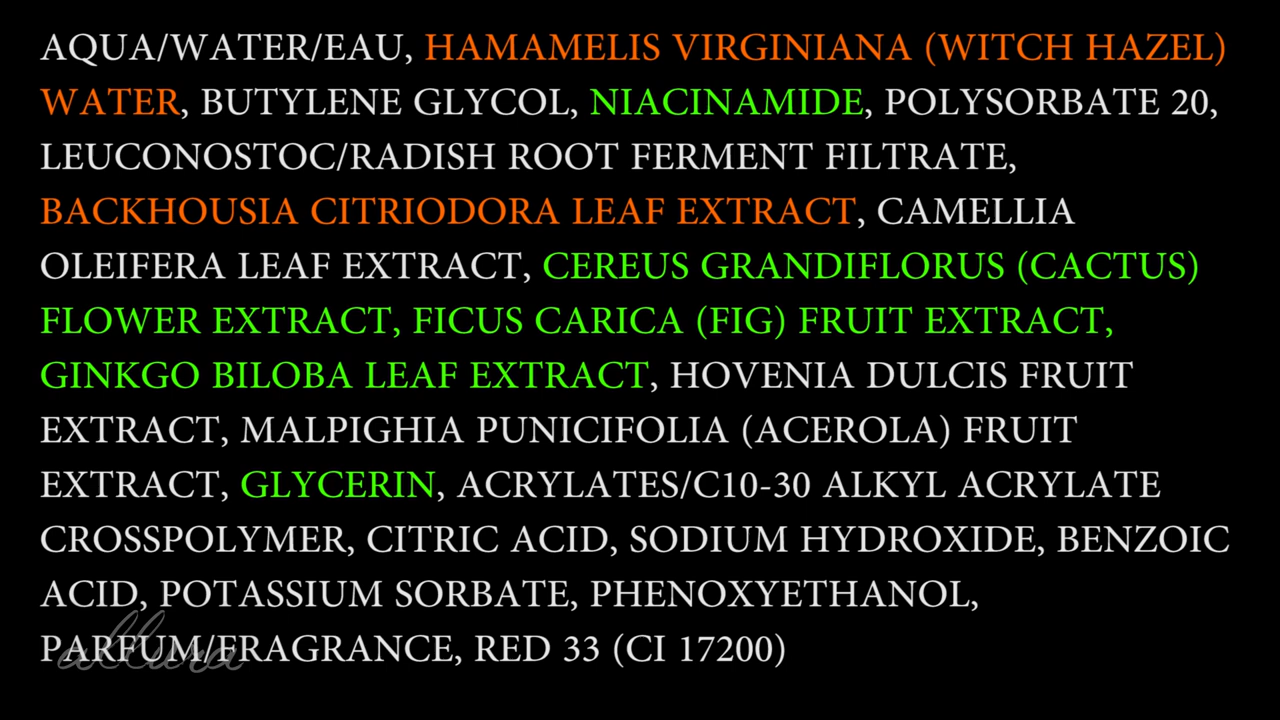 AQUA/WATER/EAU, HAMAMELIS VIRGINIANA (WITCH HAZEL)
WATER, BUTYLENE GLYCOL, NIACINAMIDE, POLYSORBATE 20,
LEUCONOSTOC/RADISH ROOT FERMENT FILTRATE,
BACKHOUSIA CITRIODORA LEAF EXTRACT, CAMELLIA
OLEIFERA LEAF EXTRACT, CEREUS GRANDIFLORUS (CACTUS)
FLOWER EXTRACT, FICUS CARICA (FIG) FRUIT EXTRACT,
GINKGO BILOBA LEAF EXTRACT, HOVENIA DULCIS FRUIT
EXTRACT, MALPIGHIA PUNICIFOLIA (ACEROLA) FRUIT
EXTRACT, GLYCERIN, ACRYLATES/C10-30 ALKYL ACRYLATE
CROSSPOLYMER, CITRIC ACID, SODIUM HYDROXIDE, BENZOIC
ACID, POTASSIUM SORBATE, PHENOXYETHANOL,
PARFUM/FRAGRANCE, RED 33 (CI 17200)
allura